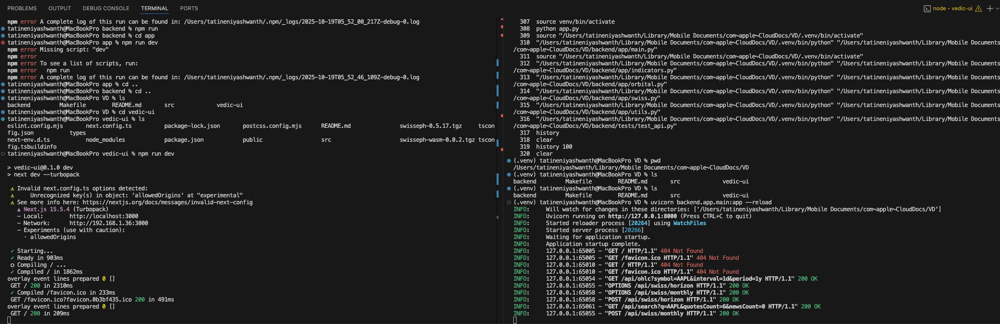 PROBLEMS OUTPUT DEBUG CONSOLE TERMINAL PORTS
node - vedic-ui
npm error A complete log of this run can be found in: /Users/tatineniyashwanth/.npm/_logs/2025-10-19T05_52_00_217Z-debug-0.log
tatineniyashwanth@MacBookPro backend % npm run
tatineniyashwanth@MacBookPro backend % cd app
tatineniyashwanth@MacBookPro app % npm run dev
npm error Missing script: "dev"
npm error
npm error To see a list of scripts, run:
npm error   npm run
npm error A complete log of this run can be found in: /Users/tatineniyashwanth/.npm/_logs/2025-10-19T05_52_46_109Z-debug-0.log
tatineniyashwanth@MacBookPro app % cd ..
tatineniyashwanth@MacBookPro backend % cd ..
tatineniyashwanth@MacBookPro VD % ls
backend Makefile README.md src vedic-ui
tatineniyashwanth@MacBookPro VD % cd vedic-ui
tatineniyashwanth@MacBookPro vedic-ui % ls
eslint.config.mjs next.config.ts package-lock.json postcss.config.mjs README.md swisseph-0.5.17.tgz tscon
fig.json types
next-env.d.ts node_modules package.json public src swisseph-wasm-0.0.2.tgz tscon
fig.tsbuildinfo
tatineniyashwanth@MacBookPro vedic-ui % npm run dev
> vedic-ui@0.1.0 dev
> next dev --turbopack
⚠ Invalid next.config.ts options detected:
⚠     Unrecognized key(s) in object: 'allowedOrigins' at "experimental"
⚠ See more info here: https://nextjs.org/docs/messages/invalid-next-config
▲ Next.js 15.5.4 (Turbopack)
- Local: http://localhost:3000
- Network: http://192.168.1.36:3000
- Experiments (use with caution):
· allowedOrigins
✓ Starting...
✓ Ready in 903ms
○ Compiling / ...
✓ Compiled / in 1862ms
overlay event lines prepared 0 []
GET / 200 in 2310ms
✓ Compiled /favicon.ico in 233ms
GET /favicon.ico?favicon.0b3bf435.ico 200 in 491ms
overlay event lines prepared 0 []
GET / 200 in 209ms
307 source venv/bin/activate
308 python app.py
309 source "/Users/tatineniyashwanth/Library/Mobile Documents/com~apple~CloudDocs/VD/.venv/bin/activate"
310 "/Users/tatineniyashwanth/Library/Mobile Documents/com~apple~CloudDocs/VD/.venv/bin/python" "/Users/tatineniyashwanth/Library/Mobile Documents
/com~apple~CloudDocs/VD/backend/app/main.py"
311 source "/Users/tatineniyashwanth/Library/Mobile Documents/com~apple~CloudDocs/VD/.venv/bin/activate"
312 "/Users/tatineniyashwanth/Library/Mobile Documents/com~apple~CloudDocs/VD/.venv/bin/python" "/Users/tatineniyashwanth/Library/Mobile Documents
/com~apple~CloudDocs/VD/backend/app/indicators.py"
313 "/Users/tatineniyashwanth/Library/Mobile Documents/com~apple~CloudDocs/VD/.venv/bin/python" "/Users/tatineniyashwanth/Library/Mobile Documents
/com~apple~CloudDocs/VD/backend/app/orbital.py"
314 "/Users/tatineniyashwanth/Library/Mobile Documents/com~apple~CloudDocs/VD/.venv/bin/python" "/Users/tatineniyashwanth/Library/Mobile Documents
/com~apple~CloudDocs/VD/backend/app/swiss.py"
315 "/Users/tatineniyashwanth/Library/Mobile Documents/com~apple~CloudDocs/VD/.venv/bin/python" "/Users/tatineniyashwanth/Library/Mobile Documents
/com~apple~CloudDocs/VD/backend/app/utils.py"
316 "/Users/tatineniyashwanth/Library/Mobile Documents/com~apple~CloudDocs/VD/.venv/bin/python" "/Users/tatineniyashwanth/Library/Mobile Documents
/com~apple~CloudDocs/VD/backend/tests/test_api.py"
317 history
318 clear
319 history 100
320 clear
(.venv) tatineniyashwanth@MacBookPro VD % pwd
/Users/tatineniyashwanth/Library/Mobile Documents/com~apple~CloudDocs/VD
(.venv) tatineniyashwanth@MacBookPro VD % ls
backend Makefile README.md src vedic-ui
(.venv) tatineniyashwanth@MacBookPro VD % ls
backend Makefile README.md src vedic-ui
(.venv) tatineniyashwanth@MacBookPro VD % uvicorn backend.app.main:app --reload
INFO: Will watch for changes in these directories: ['/Users/tatineniyashwanth/Library/Mobile Documents/com~apple~CloudDocs/VD']
INFO: Uvicorn running on http://127.0.0.1:8000 (Press CTRL+C to quit)
INFO: Started reloader process [20264] using WatchFiles
INFO: Started server process [20266]
INFO: Waiting for application startup.
INFO: Application startup complete.
INFO: 127.0.0.1:65005 - "GET / HTTP/1.1" 404 Not Found
INFO: 127.0.0.1:65005 - "GET /favicon.ico HTTP/1.1" 404 Not Found
INFO: 127.0.0.1:65010 - "GET / HTTP/1.1" 404 Not Found
INFO: 127.0.0.1:65010 - "GET /favicon.ico HTTP/1.1" 404 Not Found
INFO: 127.0.0.1:65054 - "GET /api/ohlc?symbol=AAPL&interval=1d&period=1y HTTP/1.1" 200 OK
INFO: 127.0.0.1:65055 - "OPTIONS /api/swiss/horizon HTTP/1.1" 200 OK
INFO: 127.0.0.1:65058 - "OPTIONS /api/swiss/monthly HTTP/1.1" 200 OK
INFO: 127.0.0.1:65058 - "POST /api/swiss/horizon HTTP/1.1" 200 OK
INFO: 127.0.0.1:65061 - "GET /api/search?q=AAPL&quotesCount=6&newsCount=0 HTTP/1.1" 200 OK
INFO: 127.0.0.1:65055 - "POST /api/swiss/monthly HTTP/1.1" 200 OK